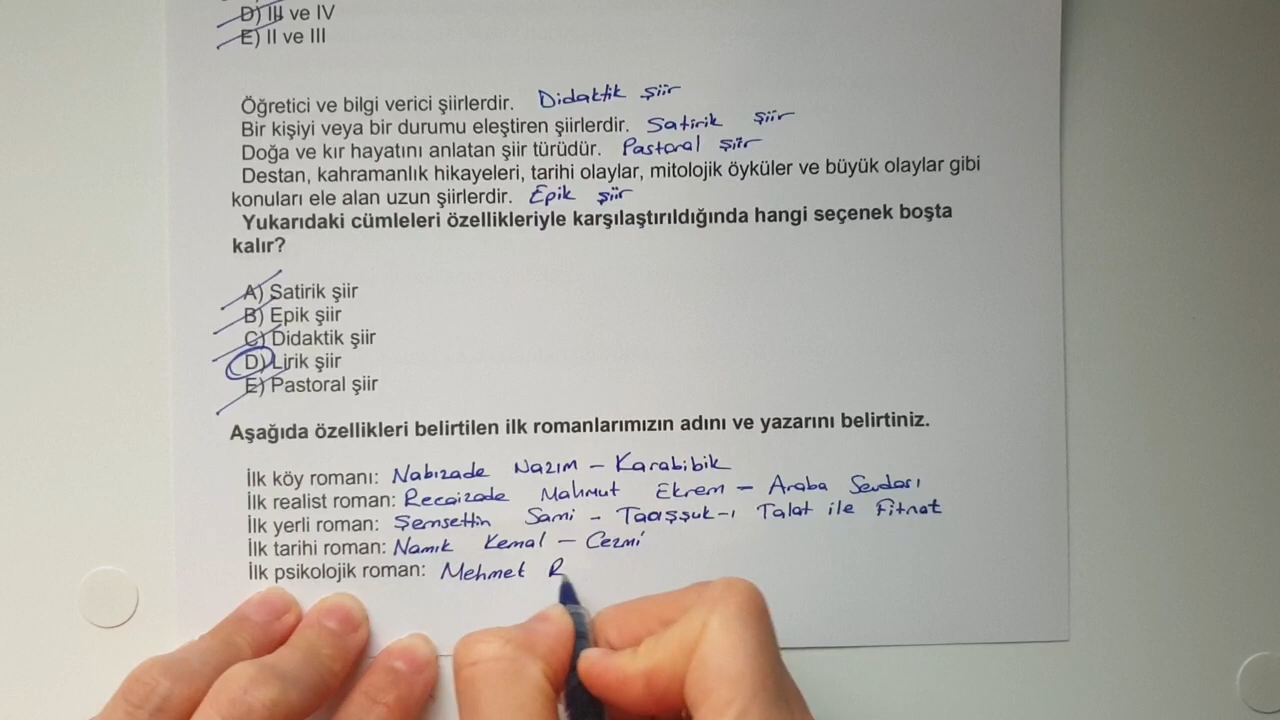 D) III ve IV
E) II ve III
Öğretici ve bilgi verici şiirlerdir. Didaktik şiir
Bir kişiyi veya bir durumu eleştiren şiirlerdir. Satirik şiir
Doğa ve kır hayatını anlatan şiir türüdür. Pastoral şiir
Destan, kahramanlık hikayeleri, tarihi olaylar, mitolojik öyküler ve büyük olaylar gibi
konuları ele alan uzun şiirlerdir. Epik şiir
Yukarıdaki cümleleri özellikleriyle karşılaştırıldığında hangi seçenek boşta
kalır?
A) Satirik şiir
B) Epik şiir
C) Didaktik şiir
D) Lirik şiir
E) Pastoral şiir
Aşağıda özellikleri belirtilen ilk romanlarımızın adını ve yazarını belirtiniz.
İlk köy romanı: Nabızade Nazım - Karabibik
İlk realist roman: Recaizade Mahmut Ekrem - Araba Sevdası
İlk yerli roman: Şemsettin Sami - Taaşşuk-ı Talat ile Fitnat
İlk tarihi roman: Namık Kemal - Cezmi
İlk psikolojik roman: Mehmet R